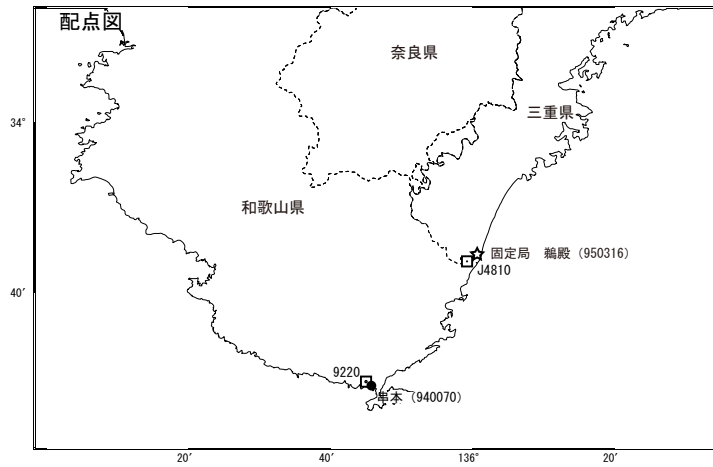 配点図
奈良県
34°
三重県
和歌山県
固定局　鵜殿（950316）
J4810
40′
9220
串本（940070）
20′ 40′ 136° 20′